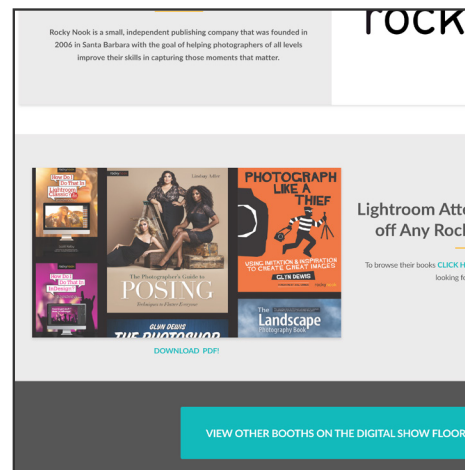 rock
Rocky Nook is a small, independent publishing company that was founded in
2006 in Santa Barbara with the goal of helping photographers of all levels
improve their skills in capturing those moments that matter.
How Do I
Do That In
Lightroom
Classic?
Lindsay Adler
The Photographer's Guide to
POSING
Techniques to Flatter Everyone
PHOTOGRAPH
LIKE A
THIEF
USING IMITATION & INSPIRATION
TO CREATE GREAT IMAGES
GLYN DEWIS
How Do I
Do That In
InDesign?
GLYN DEWIS
THE PHOTOSHOP
The
Landscape
Photography Book
DOWNLOAD PDF!
Lightroom Atte
off Any Rock
To browse their books CLICK H
looking fo
VIEW OTHER BOOTHS ON THE DIGITAL SHOW FLOOR